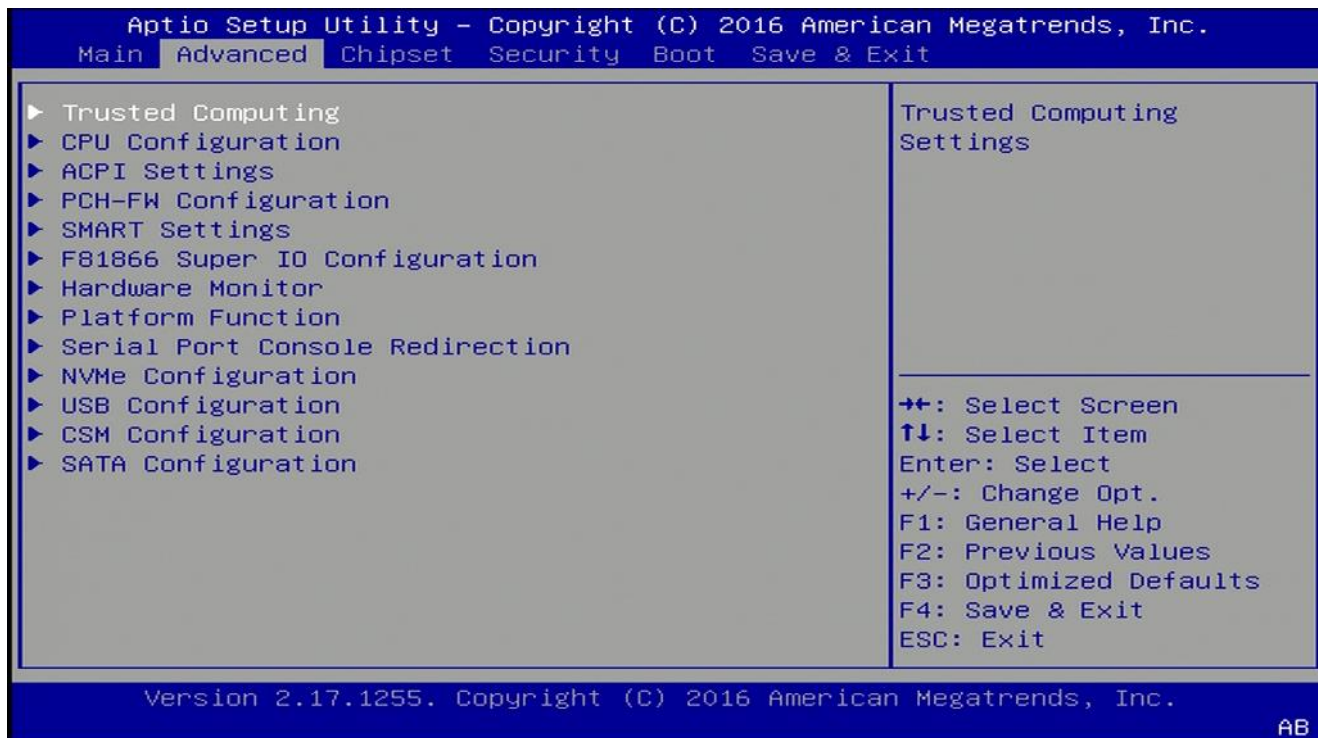 Aptio Setup Utility – Copyright (C) 2016 American Megatrends, Inc.
Main Advanced Chipset Security Boot Save & Exit
▶ Trusted Computing
▶ CPU Configuration
▶ ACPI Settings
▶ PCH-FW Configuration
▶ SMART Settings
▶ F81866 Super IO Configuration
▶ Hardware Monitor
▶ Platform Function
▶ Serial Port Console Redirection
▶ NVMe Configuration
▶ USB Configuration
▶ CSM Configuration
▶ SATA Configuration
Trusted Computing
Settings
→←: Select Screen
↑↓: Select Item
Enter: Select
+/-: Change Opt.
F1: General Help
F2: Previous Values
F3: Optimized Defaults
F4: Save & Exit
ESC: Exit
Version 2.17.1255. Copyright (C) 2016 American Megatrends, Inc.
AB